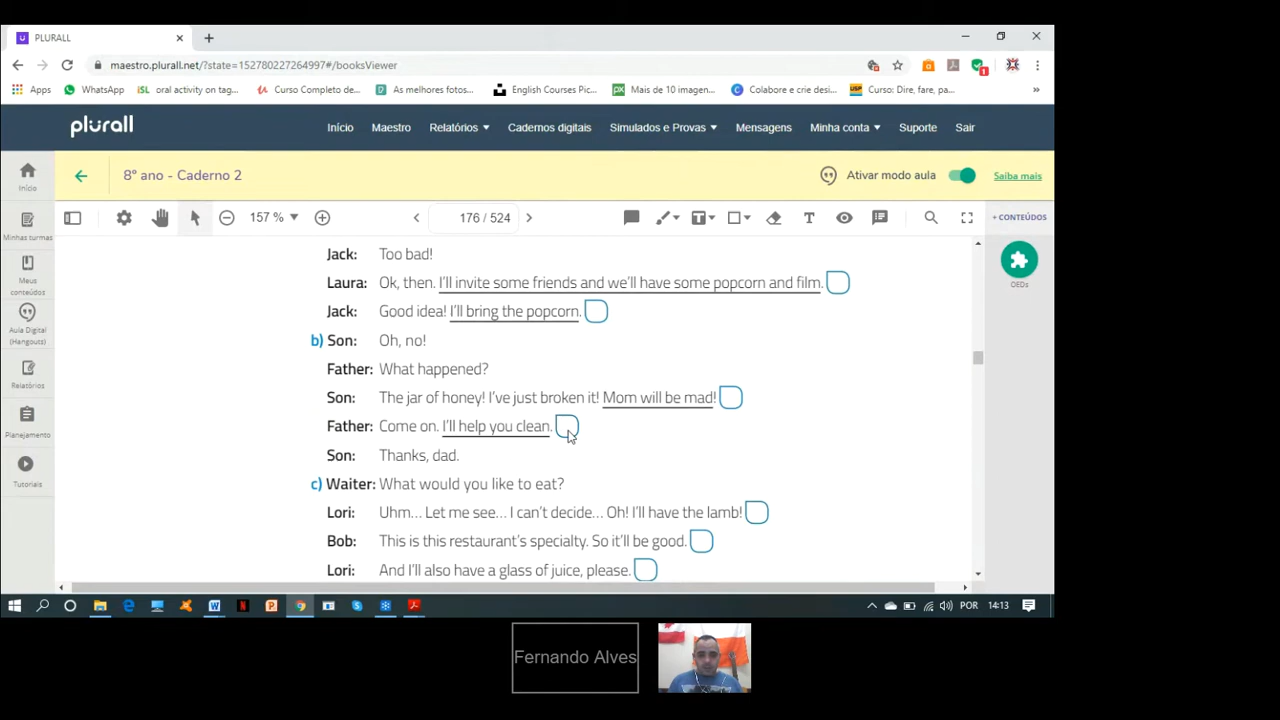 PLURALL
maestro.plurall.net/?state=152780227264997#/booksViewer
Apps WhatsApp iSL oral activity on tag... Curso Completo de... As melhores fotos... English Courses Pic... Mais de 10 imagen... Colabore e crie desi... USP Curso: Dire, fare, pa...
plurall Início Maestro Relatórios Cadernos digitais Simulados e Provas Mensagens Minha conta Suporte Sair
8º ano - Caderno 2 Ativar modo aula Saiba mais
Início
Minhas turmas
Meus conteúdos
Aula Digital (Hangouts)
Relatórios
Planejamento
Tutoriais
157 % 176 / 524 + CONTEÚDOS
OEDs
Jack: Too bad!
Laura: Ok, then. I'll invite some friends and we'll have some popcorn and film.
Jack: Good idea! I'll bring the popcorn.
b) Son: Oh, no!
Father: What happened?
Son: The jar of honey! I've just broken it! Mom will be mad!
Father: Come on. I'll help you clean.
Son: Thanks, dad.
c) Waiter: What would you like to eat?
Lori: Uhm... Let me see... I can't decide... Oh! I'll have the lamb!
Bob: This is this restaurant's specialty. So it'll be good.
Lori: And I'll also have a glass of juice, please.
POR 14:13
Fernando Alves